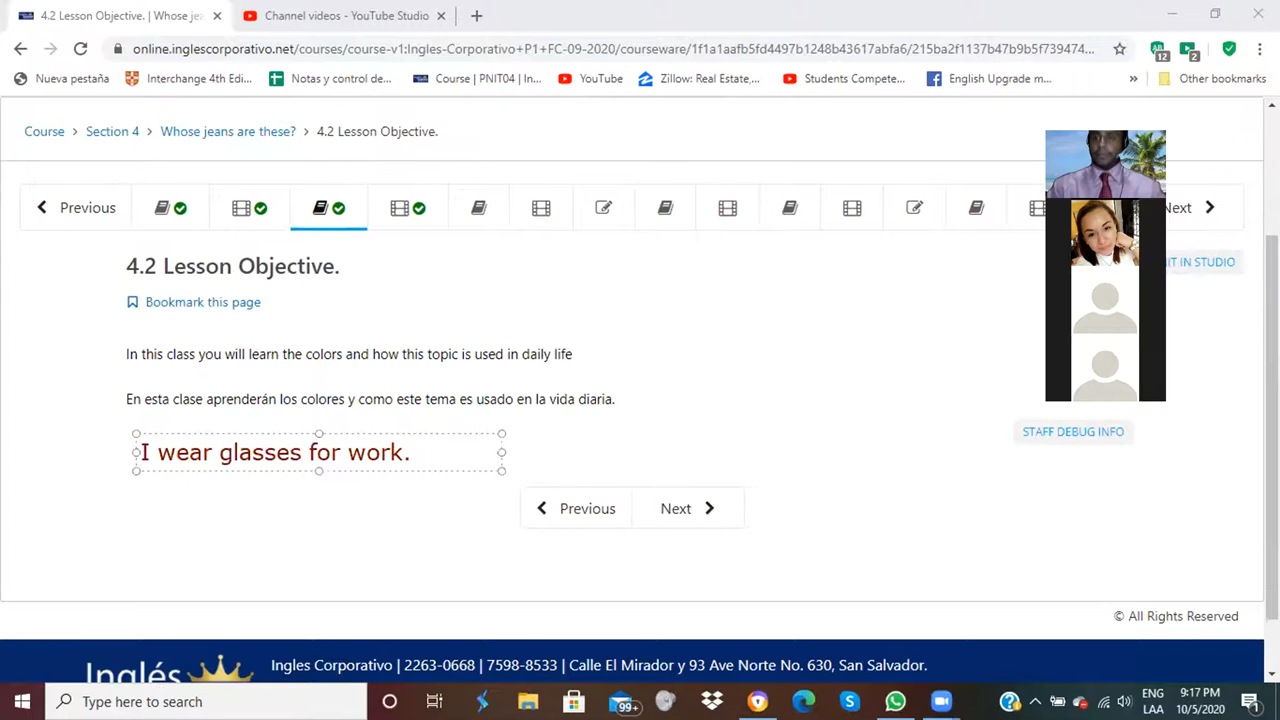 4.2 Lesson Objective. | Whose je
Channel videos - YouTube Studio
online.inglescorporativo.net/courses/course-v1:Ingles-Corporativo+P1+FC-09-2020/courseware/1f1a1aafb5fd4497b1248b43617abfa6/215ba2f1137b47b9b5f739474...
12
2
Nueva pestaña
Interchange 4th Edi...
Notas y control de...
Course | PNIT04 | In...
YouTube
Zillow: Real Estate,...
Students Compete...
English Upgrade m...
»
Other bookmarks
Course > Section 4 > Whose jeans are these? > 4.2 Lesson Objective.
Previous
Next
4.2 Lesson Objective.
IT IN STUDIO
Bookmark this page
In this class you will learn the colors and how this topic is used in daily life
En esta clase aprenderán los colores y como este tema es usado en la vida diaria.
STAFF DEBUG INFO
I wear glasses for work.
Previous
Next
© All Rights Reserved
Inglés
Ingles Corporativo | 2263-0668 | 7598-8533 | Calle El Mirador y 93 Ave Norte No. 630, San Salvador.
Type here to search
99+
ENG
LAA
9:17 PM
10/5/2020
1